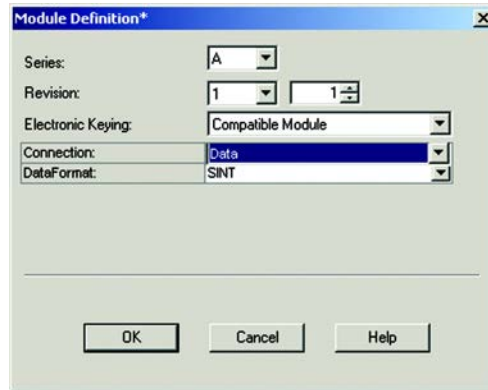 Module Definition*
Series: A
Revision: 1 1
Electronic Keying: Compatible Module
Connection: Data
DataFormat: SINT
OK Cancel Help